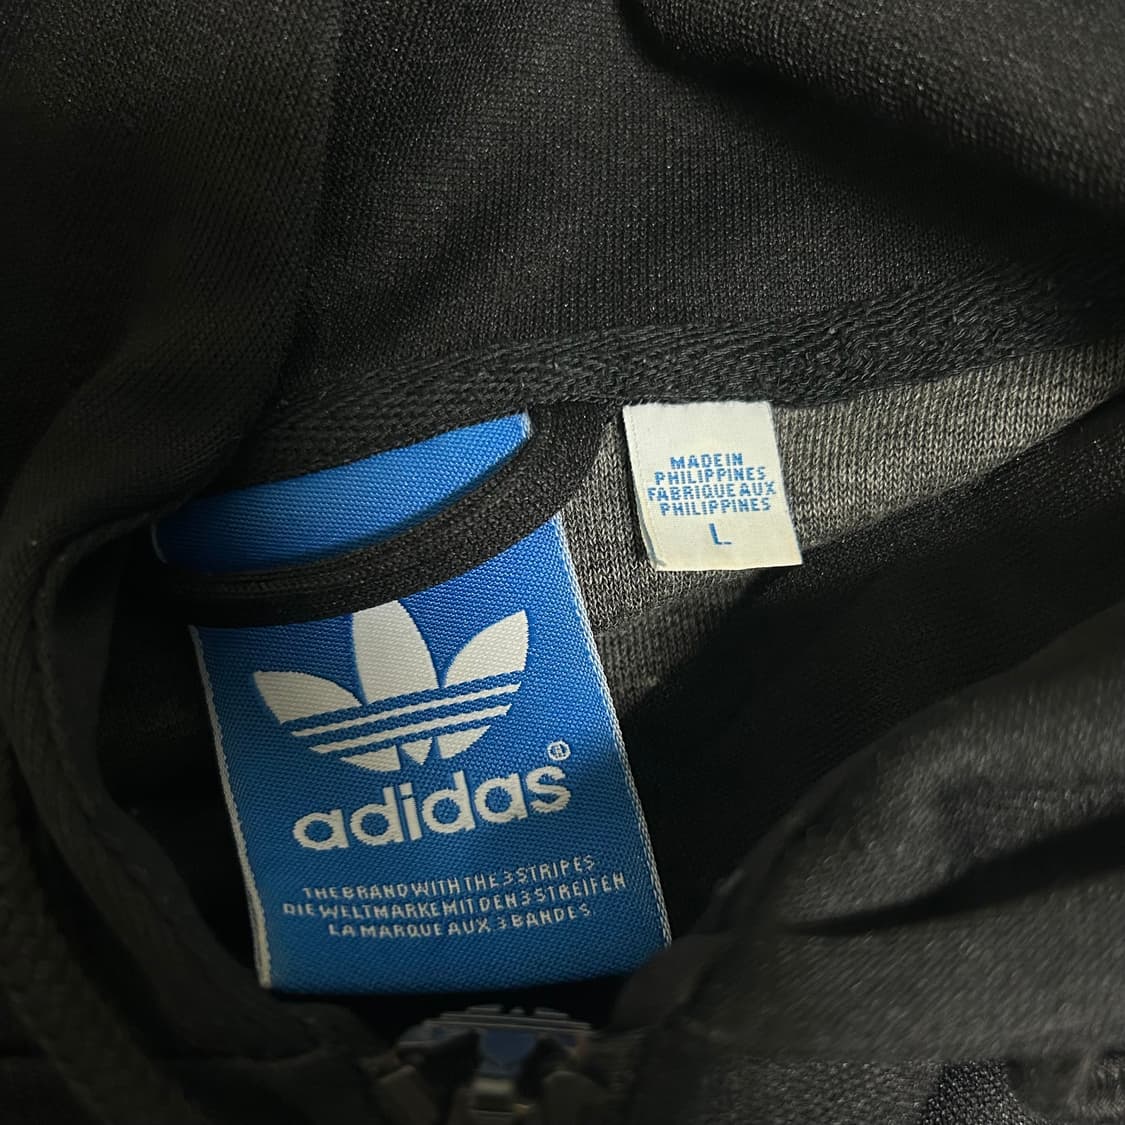 MADE IN
PHILIPPINES
FABRIQUE AUX
PHILIPPINES
L
adidas®
THE BRAND WITH THE 3 STRIPES
DIE WELTMARKE MIT DEN 3 STREIFEN
LA MARQUE AUX 3 BANDES